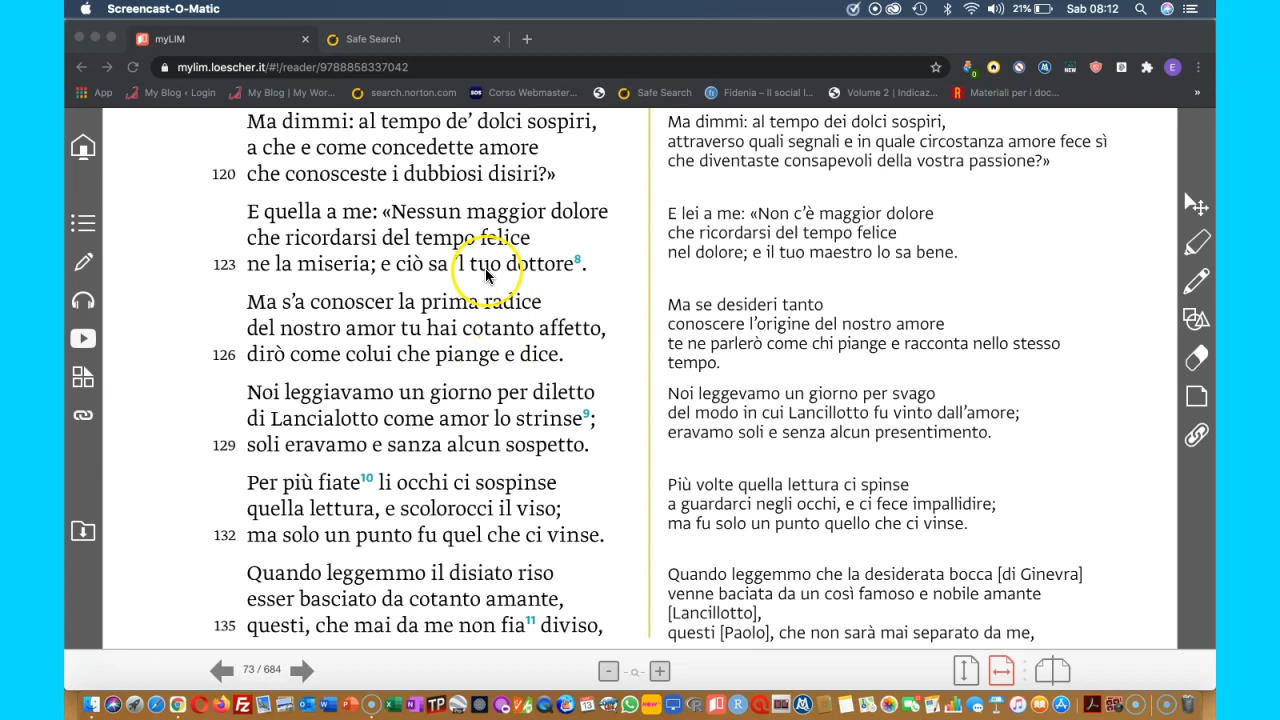 Screencast-O-Matic
21%
Sab 08:12
myLIM
Safe Search
mylim.loescher.it/#!/reader/9788858337042
E
App
My Blog ‹ Login
My Blog | My Wor...
search.norton.com
SOS
Corso Webmaster...
Safe Search
Fidenia – Il social l...
Volume 2 | Indicaz...
Materiali per i doc...
»
Ma dimmi: al tempo de’ dolci sospiri,
a che e come concedette amore
120 che conosceste i dubbiosi disiri?»
E quella a me: «Nessun maggior dolore
che ricordarsi del tempo felice
123 ne la miseria; e ciò sa ’l tuo dottore8.
Ma s’a conoscer la prima radice
del nostro amor tu hai cotanto affetto,
126 dirò come colui che piange e dice.
Noi leggiavamo un giorno per diletto
di Lancialotto come amor lo strinse9;
129 soli eravamo e sanza alcun sospetto.
Per più fiate10 li occhi ci sospinse
quella lettura, e scolorocci il viso;
132 ma solo un punto fu quel che ci vinse.
Quando leggemmo il disiato riso
esser basciato da cotanto amante,
135 questi, che mai da me non fia11 diviso,
Ma dimmi: al tempo dei dolci sospiri,
attraverso quali segnali e in quale circostanza amore fece sì
che diventaste consapevoli della vostra passione?»
E lei a me: «Non c’è maggior dolore
che ricordarsi del tempo felice
nel dolore; e il tuo maestro lo sa bene.
Ma se desideri tanto
conoscere l’origine del nostro amore
te ne parlerò come chi piange e racconta nello stesso
tempo.
Noi leggevamo un giorno per svago
del modo in cui Lancillotto fu vinto dall’amore;
eravamo soli e senza alcun presentimento.
Più volte quella lettura ci spinse
a guardarci negli occhi, e ci fece impallidire;
ma fu solo un punto quello che ci vinse.
Quando leggemmo che la desiderata bocca [di Ginevra]
venne baciata da un così famoso e nobile amante
[Lancillotto],
questi [Paolo], che non sarà mai separato da me,
73 / 684